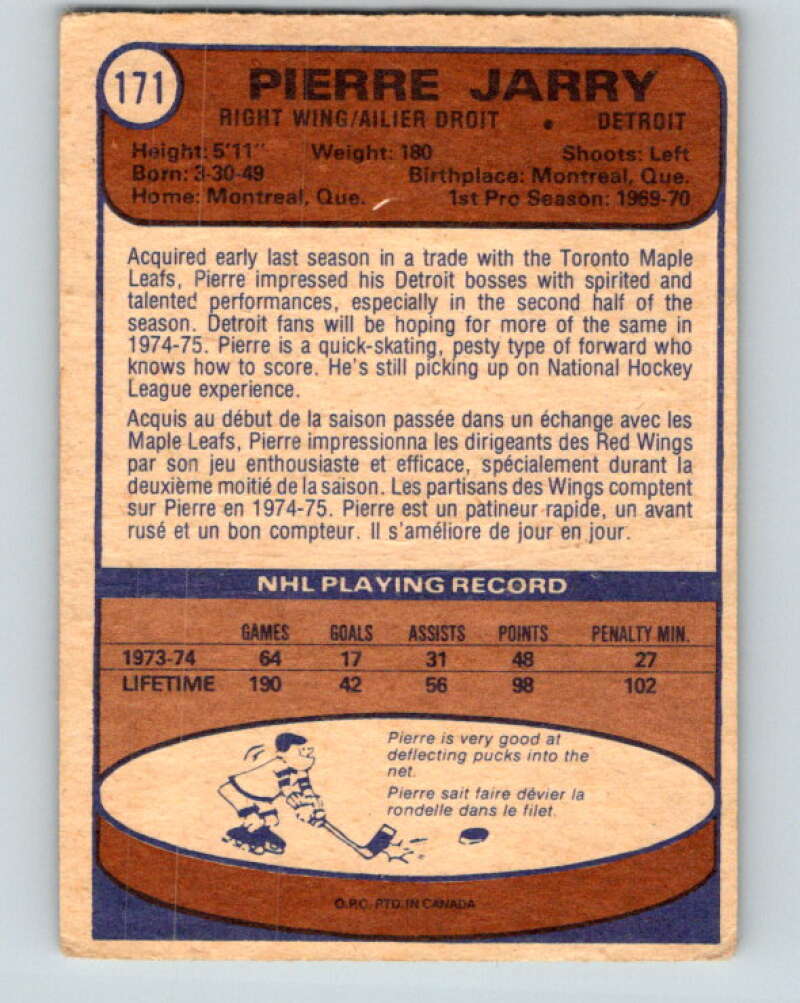 171
PIERRE JARRY
RIGHT WING/AILIER DROIT • DETROIT
Height: 5'11" Weight: 180 Shoots: Left
Born: 3-30-49 Birthplace: Montreal, Que.
Home: Montreal, Que. 1st Pro Season: 1969-70
Acquired early last season in a trade with the Toronto Maple
Leafs, Pierre impressed his Detroit bosses with spirited and
talented performances, especially in the second half of the
season. Detroit fans will be hoping for more of the same in
1974-75. Pierre is a quick-skating, pesty type of forward who
knows how to score. He's still picking up on National Hockey
League experience.
Acquis au début de la saison passée dans un échange avec les
Maple Leafs, Pierre impressionna les dirigeants des Red Wings
par son jeu enthousiaste et efficace, spécialement durant la
deuxième moitié de la saison. Les partisans des Wings comptent
sur Pierre en 1974-75. Pierre est un patineur rapide, un avant
rusé et un bon compteur. Il s'améliore de jour en jour.
NHL PLAYING RECORD
GAMES GOALS ASSISTS POINTS PENALTY MIN.
1973-74 64 17 31 48 27
LIFETIME 190 42 56 98 102
Pierre is very good at
deflecting pucks into the
net.
Pierre sait faire dévier la
rondelle dans le filet.
O.P.C. PTD. IN CANADA